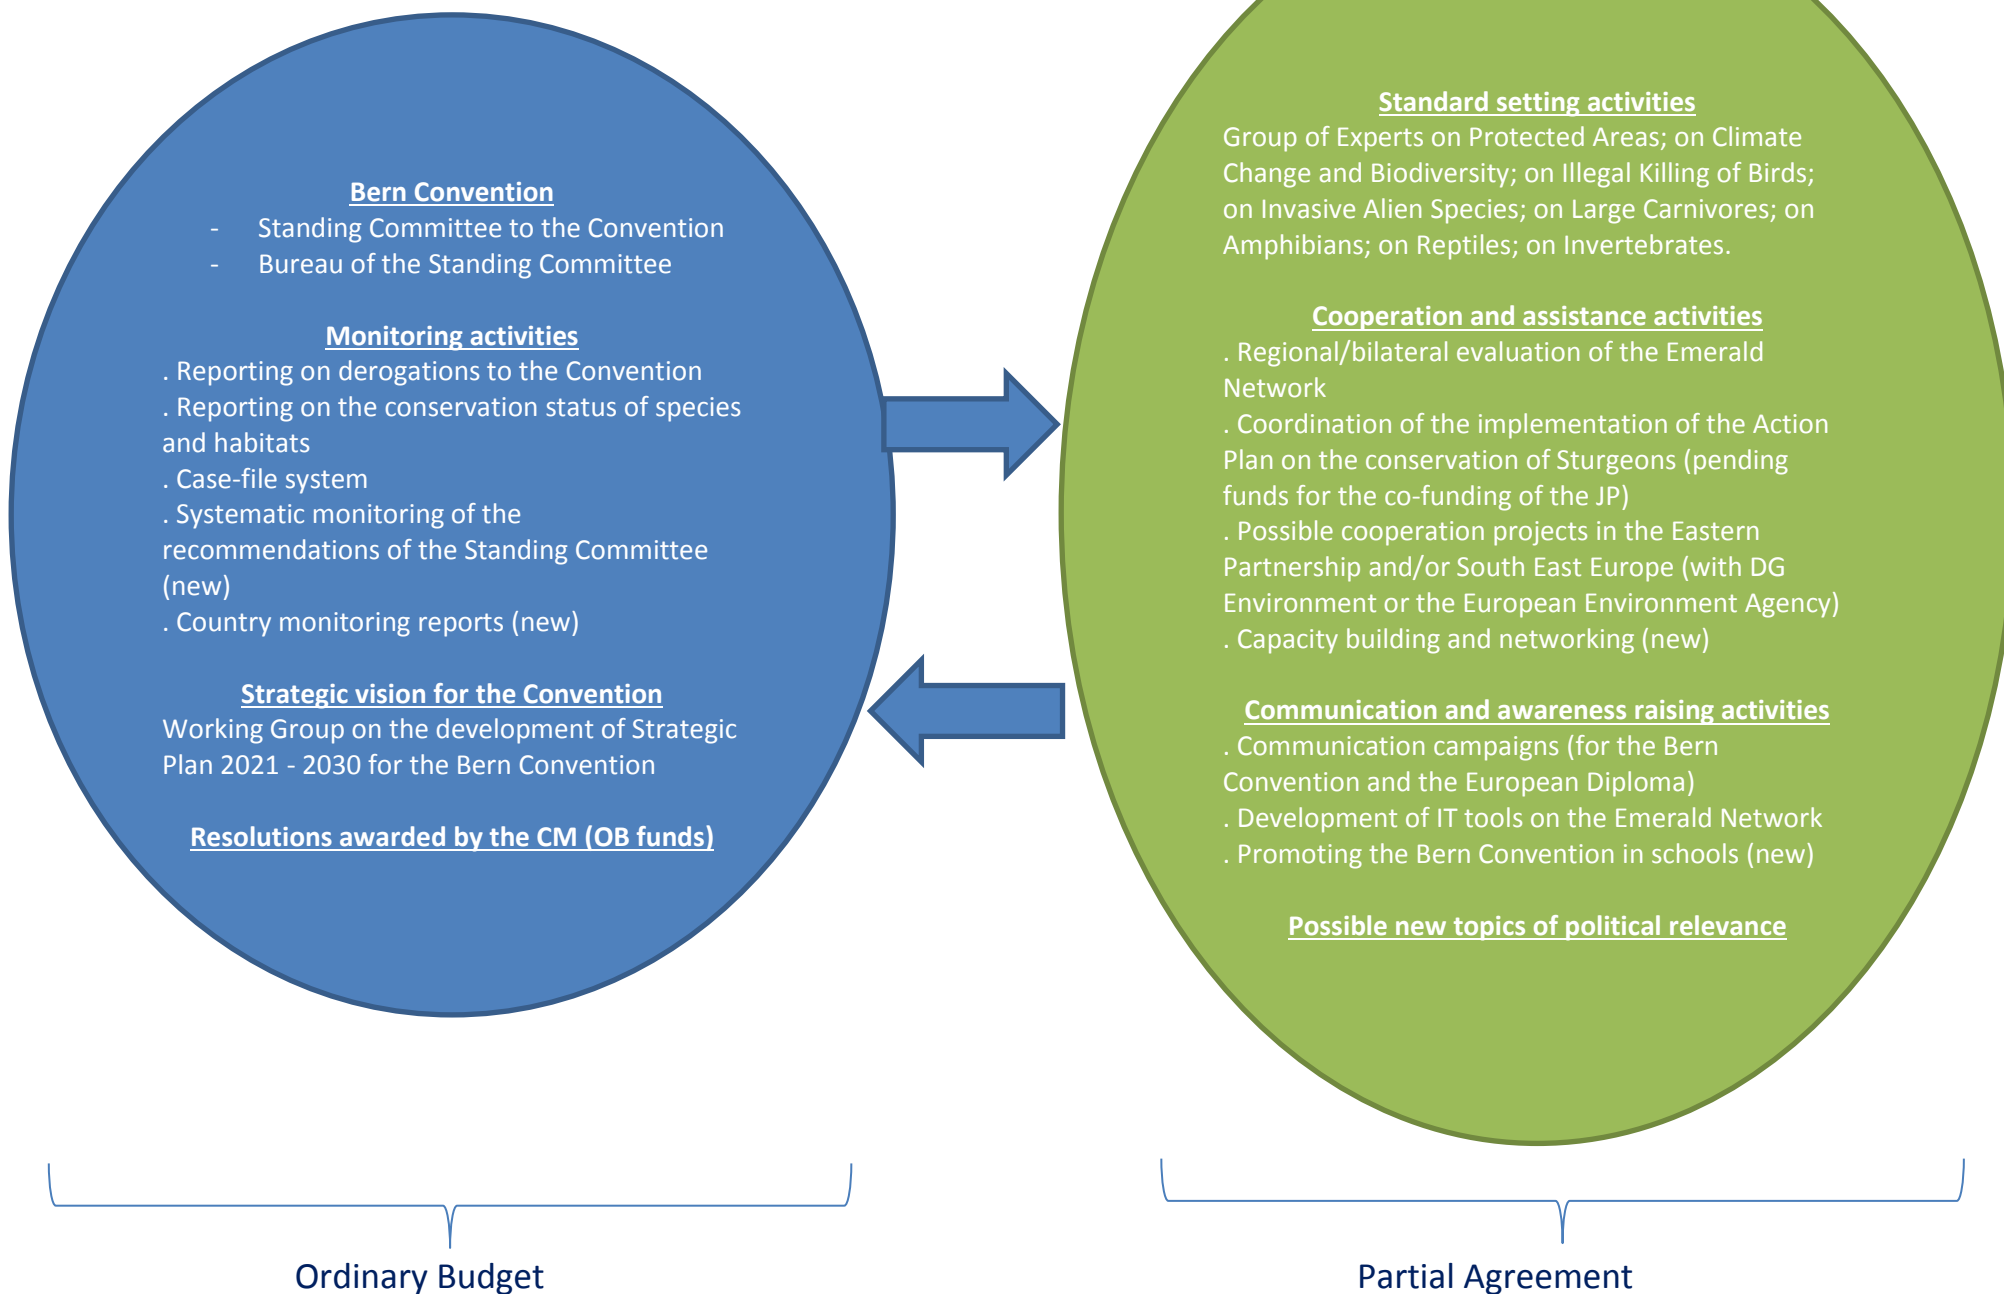 Bern Convention
- Standing Committee to the Convention
- Bureau of the Standing Committee
Monitoring activities
. Reporting on derogations to the Convention
. Reporting on the conservation status of species
and habitats
. Case-file system
. Systematic monitoring of the
recommendations of the Standing Committee
(new)
. Country monitoring reports (new)
Strategic vision for the Convention
Working Group on the development of Strategic
Plan 2021 - 2030 for the Bern Convention
Resolutions awarded by the CM (OB funds)
Ordinary Budget
Standard setting activities
Group of Experts on Protected Areas; on Climate
Change and Biodiversity; on Illegal Killing of Birds;
on Invasive Alien Species; on Large Carnivores; on
Amphibians; on Reptiles; on Invertebrates.
Cooperation and assistance activities
. Regional/bilateral evaluation of the Emerald
Network
. Coordination of the implementation of the Action
Plan on the conservation of Sturgeons (pending
funds for the co-funding of the JP)
. Possible cooperation projects in the Eastern
Partnership and/or South East Europe (with DG
Environment or the European Environment Agency)
. Capacity building and networking (new)
Communication and awareness raising activities
. Communication campaigns (for the Bern
Convention and the European Diploma)
. Development of IT tools on the Emerald Network
. Promoting the Bern Convention in schools (new)
Possible new topics of political relevance
Partial Agreement